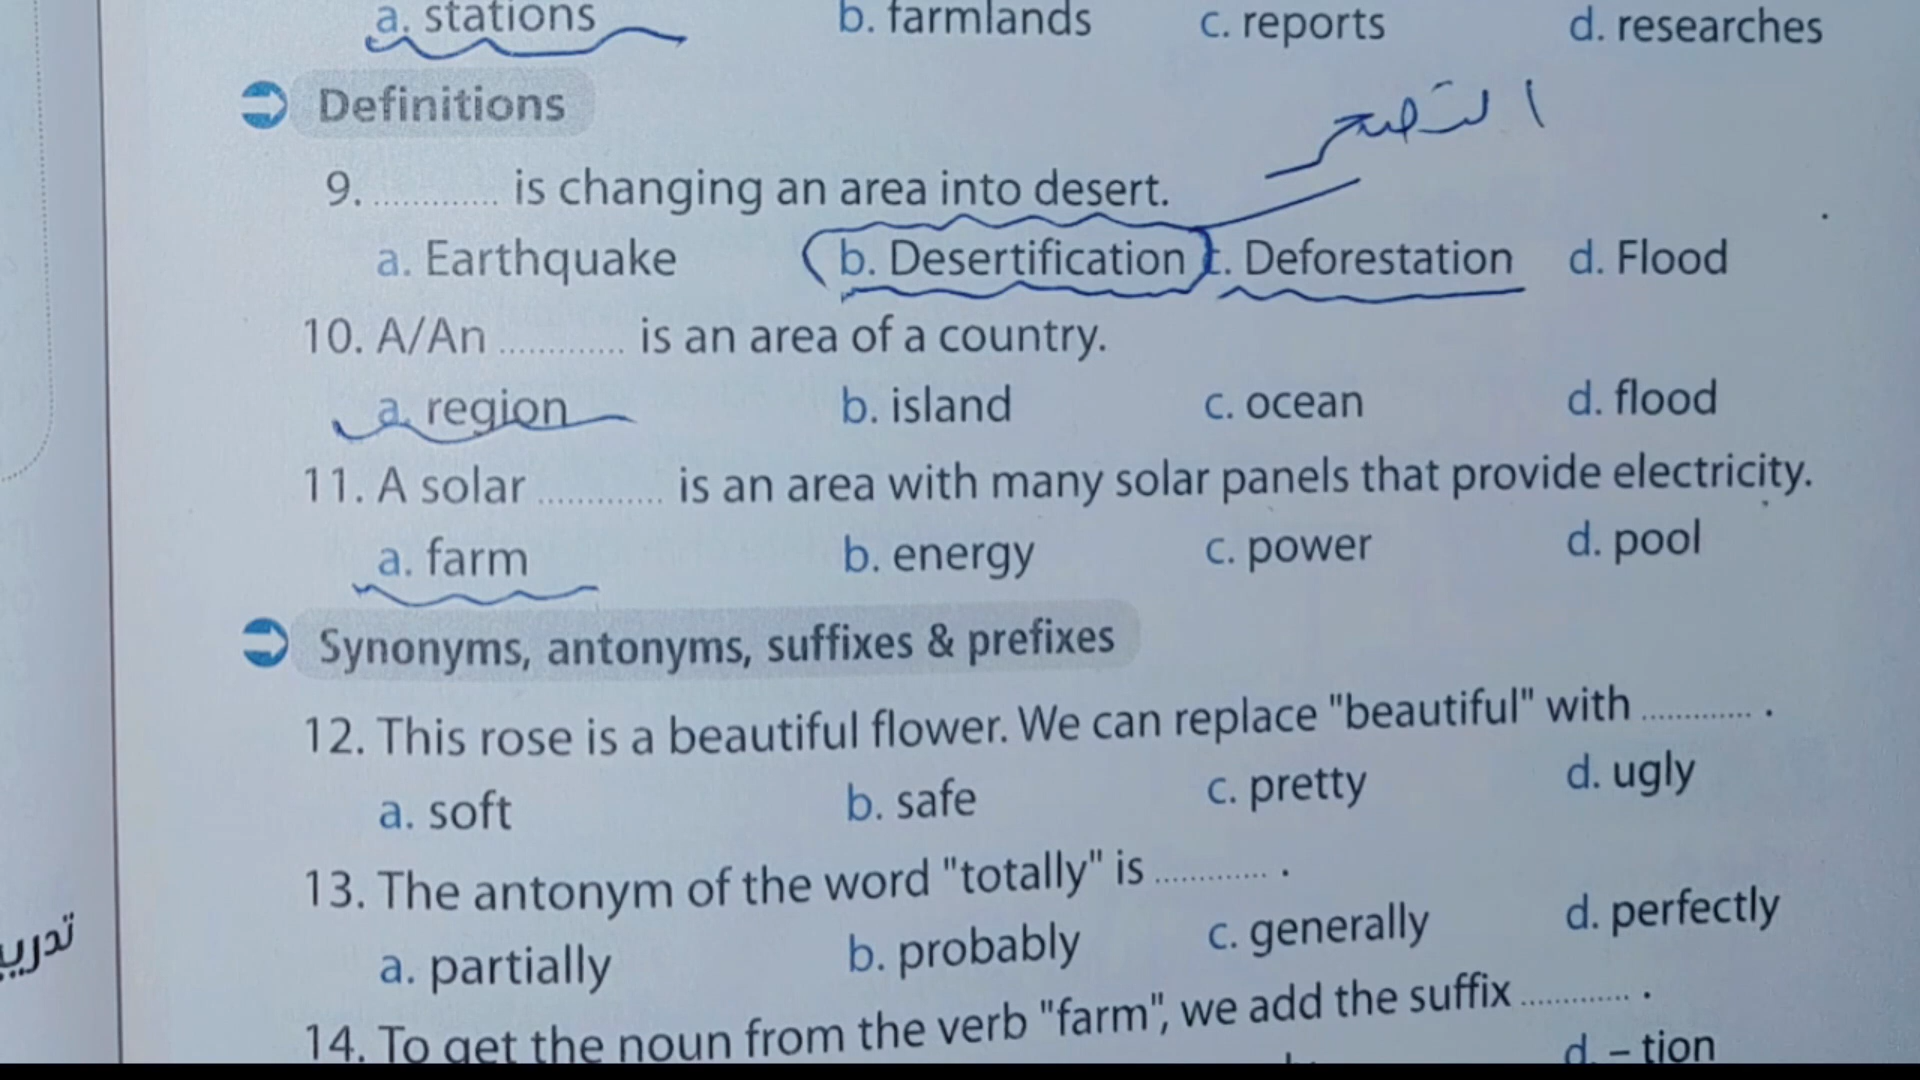 a. stations b. farmlands c. reports d. researches
Definitions
التصحر
9. ............ is changing an area into desert.
a. Earthquake b. Desertification c. Deforestation d. Flood
10. A/An ............ is an area of a country.
a. region b. island c. ocean d. flood
11. A solar ............ is an area with many solar panels that provide electricity.
a. farm b. energy c. power d. pool
Synonyms, antonyms, suffixes & prefixes
12. This rose is a beautiful flower. We can replace "beautiful" with ............ .
a. soft b. safe c. pretty d. ugly
13. The antonym of the word "totally" is ............ .
a. partially b. probably c. generally d. perfectly
14. To get the noun from the verb "farm", we add the suffix ............ .
d. – tion